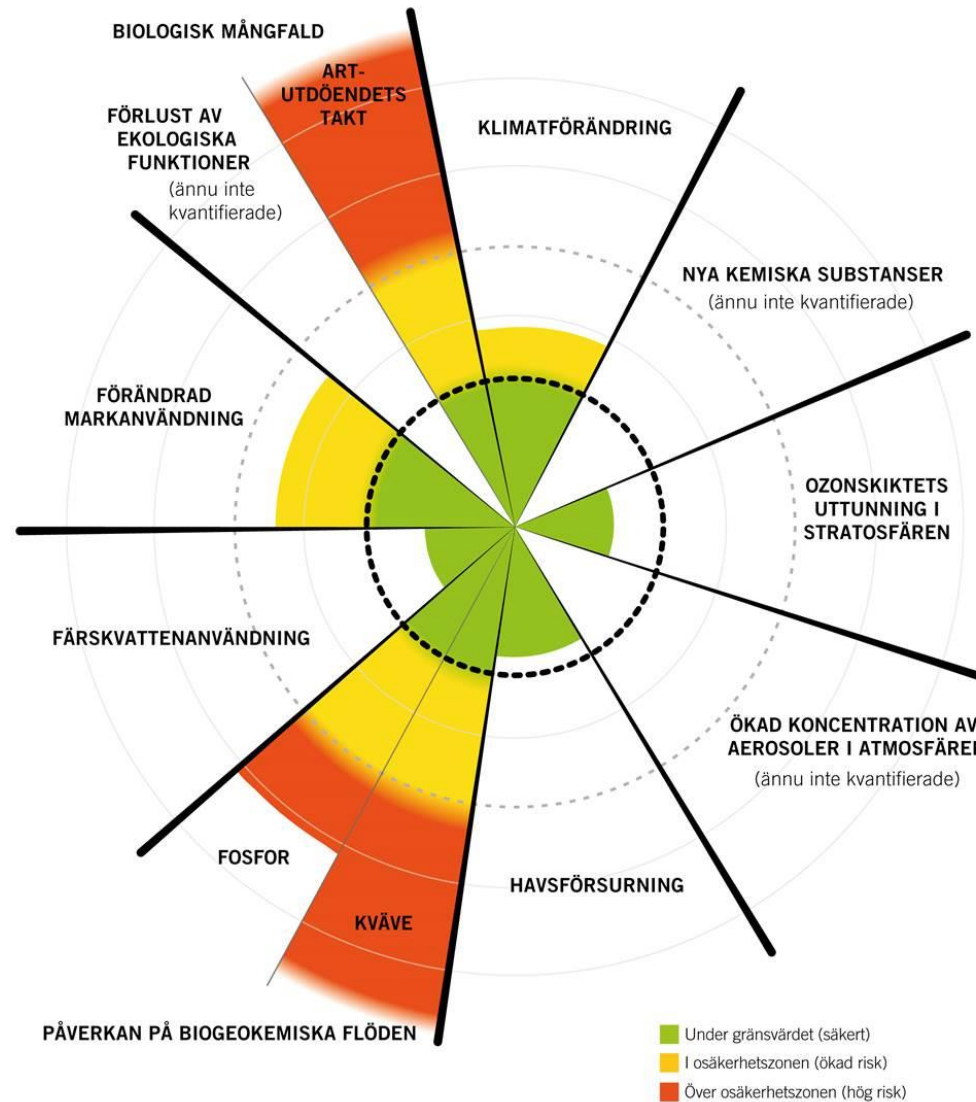 BIOLOGISK MÅNGFALD
ART-
UTDÖENDETS
TAKT
FÖRLUST AV
EKOLOGISKA
FUNKTIONER
(ännu inte
kvantifierade)
KLIMATFÖRÄNDRING
NYA KEMISKA SUBSTANSER
(ännu inte kvantifierade)
FÖRÄNDRAD
MARKANVÄNDNING
OZONSKIKTETS
UTTUNNING I
STRATOSFÄREN
FÄRSKVATTENANVÄNDNING
ÖKAD KONCENTRATION AV
AEROSOLER I ATMOSFÄREN
(ännu inte kvantifierade)
FOSFOR
HAVSFÖRSURNING
KVÄVE
PÅVERKAN PÅ BIOGEOKEMISKA FLÖDEN
Under gränsvärdet (säkert)
I osäkerhetszonen (ökad risk)
Över osäkerhetszonen (hög risk)